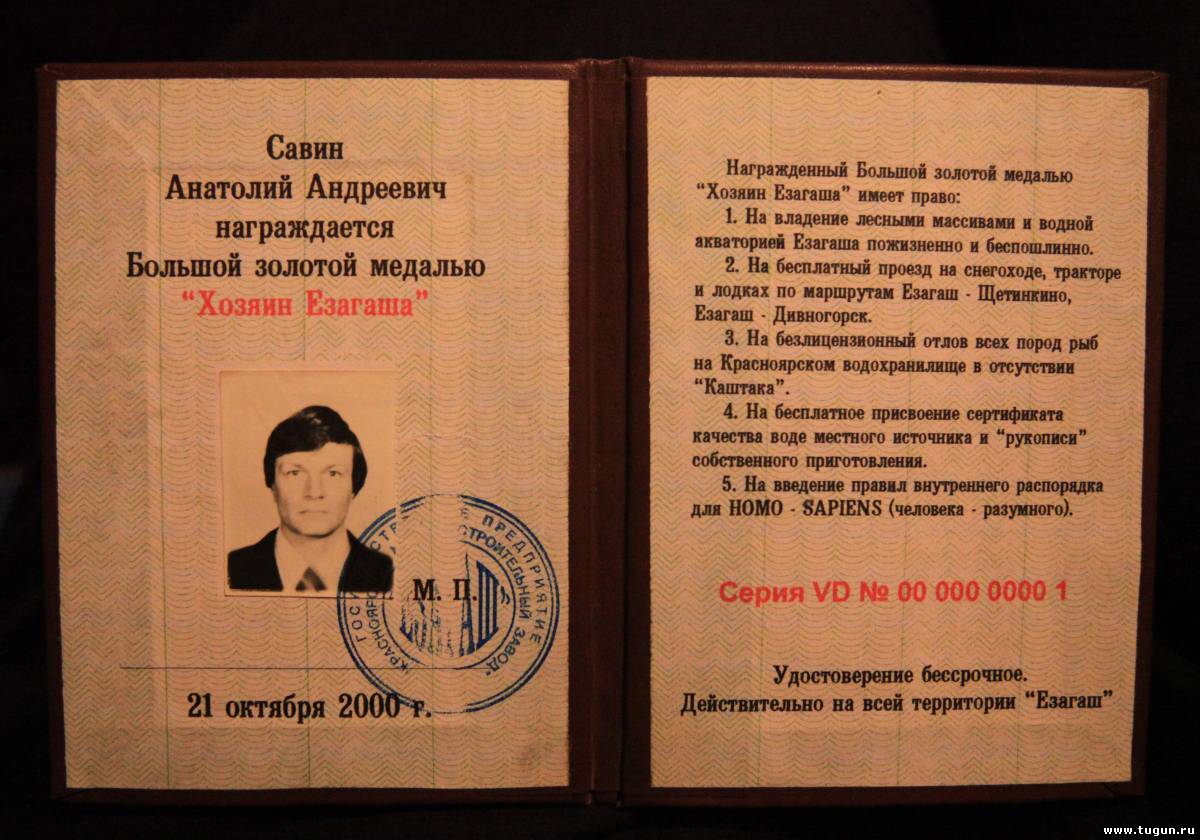 Савин
Анатолий Андреевич
награждается
Большой золотой медалью
“Хозяин Езагаша”
М. П.
ПРЕДПРИЯТИЕ
СТРОИТЕЛЬНЫЙ ЗАВОД"
21 октября 2000 г.
Награжденный Большой золотой медалью
“Хозяин Езагаша” имеет право:
1. На владение лесными массивами и водной
акваторией Езагаша пожизненно и беспошлинно.
2. На бесплатный проезд на снегоходе, тракторе
и лодках по маршрутам Езагаш - Щетинкино,
Езагаш - Дивногорск.
3. На безлицензионный отлов всех пород рыб
на Красноярском водохранилище в отсутствии
“Каштака”.
4. На бесплатное присвоение сертификата
качества воде местного источника и “рукописи”
собственного приготовления.
5. На введение правил внутреннего распорядка
для HOMO - SAPIENS (человека - разумного).
Серия VD № 00 000 0000 1
Удостоверение бессрочное.
Действительно на всей территории “Езагаш”
www.tugun.ru